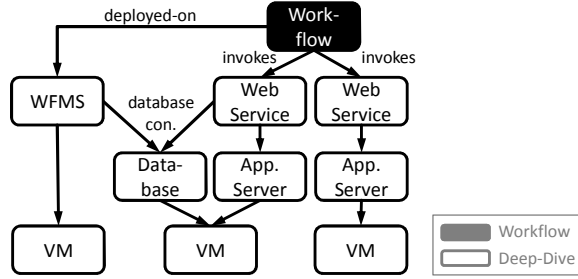 deployed-on
Work-
flow
invokes
invokes
WFMS
database
con.
Web
Service
Web
Service
Data-
base
App.
Server
App.
Server
VM
VM
VM
Workflow
Deep-Dive